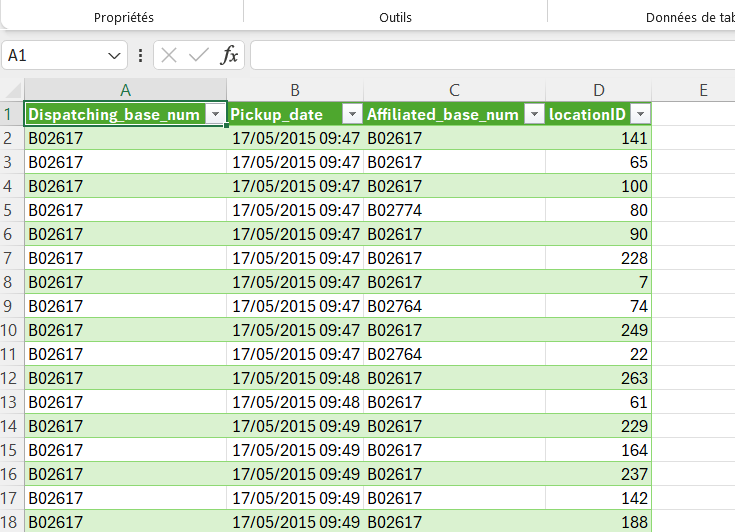 Propriétés Outils Données de tab
A1 fx
A B C D E
1 Dispatching_base_num Pickup_date Affiliated_base_num locationID
2 B02617 17/05/2015 09:47 B02617 141
3 B02617 17/05/2015 09:47 B02617 65
4 B02617 17/05/2015 09:47 B02617 100
5 B02617 17/05/2015 09:47 B02774 80
6 B02617 17/05/2015 09:47 B02617 90
7 B02617 17/05/2015 09:47 B02617 228
8 B02617 17/05/2015 09:47 B02617 7
9 B02617 17/05/2015 09:47 B02764 74
10 B02617 17/05/2015 09:47 B02617 249
11 B02617 17/05/2015 09:47 B02764 22
12 B02617 17/05/2015 09:48 B02617 263
13 B02617 17/05/2015 09:48 B02617 61
14 B02617 17/05/2015 09:49 B02617 229
15 B02617 17/05/2015 09:49 B02617 164
16 B02617 17/05/2015 09:49 B02617 237
17 B02617 17/05/2015 09:49 B02617 142
18 B02617 17/05/2015 09:49 B02617 188